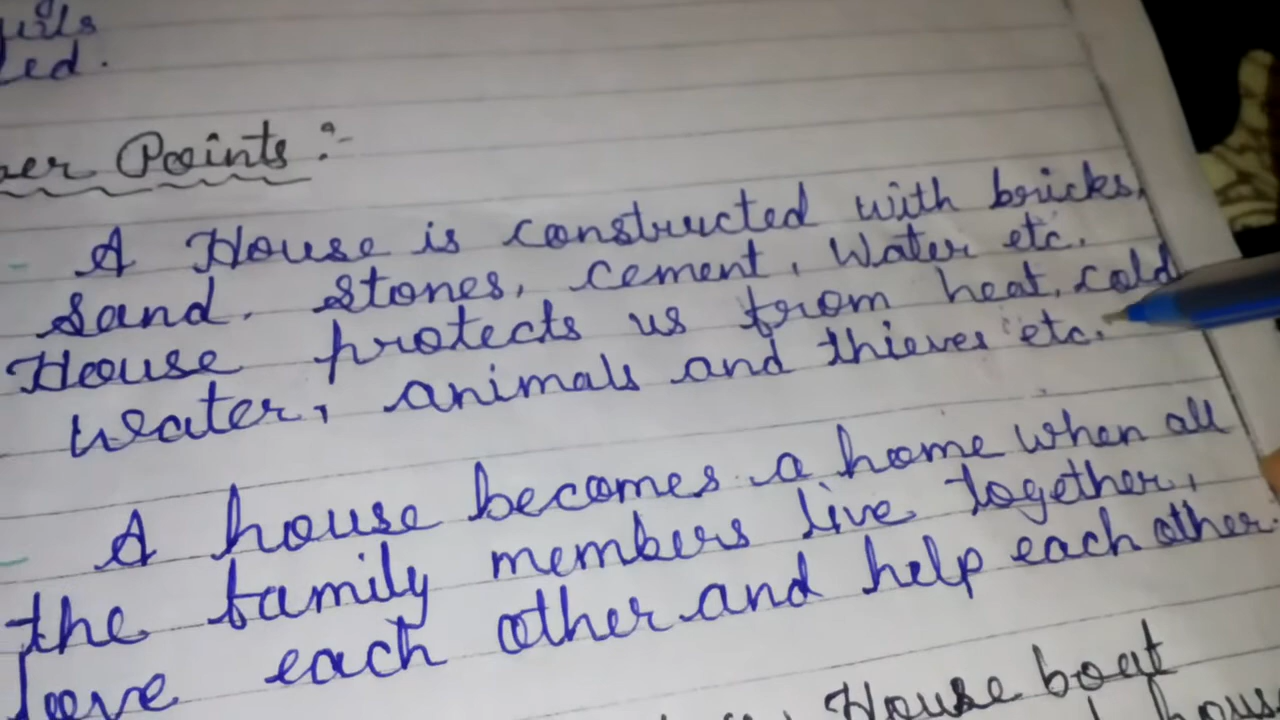 Points :-
- A House is constructed with bricks,
Sand. Stones, cement, Water etc.
House protects us from heat, cold
water, animals and thieves etc.
- A house becomes a home when all
the family members live together,
love each other and help each other
House boat